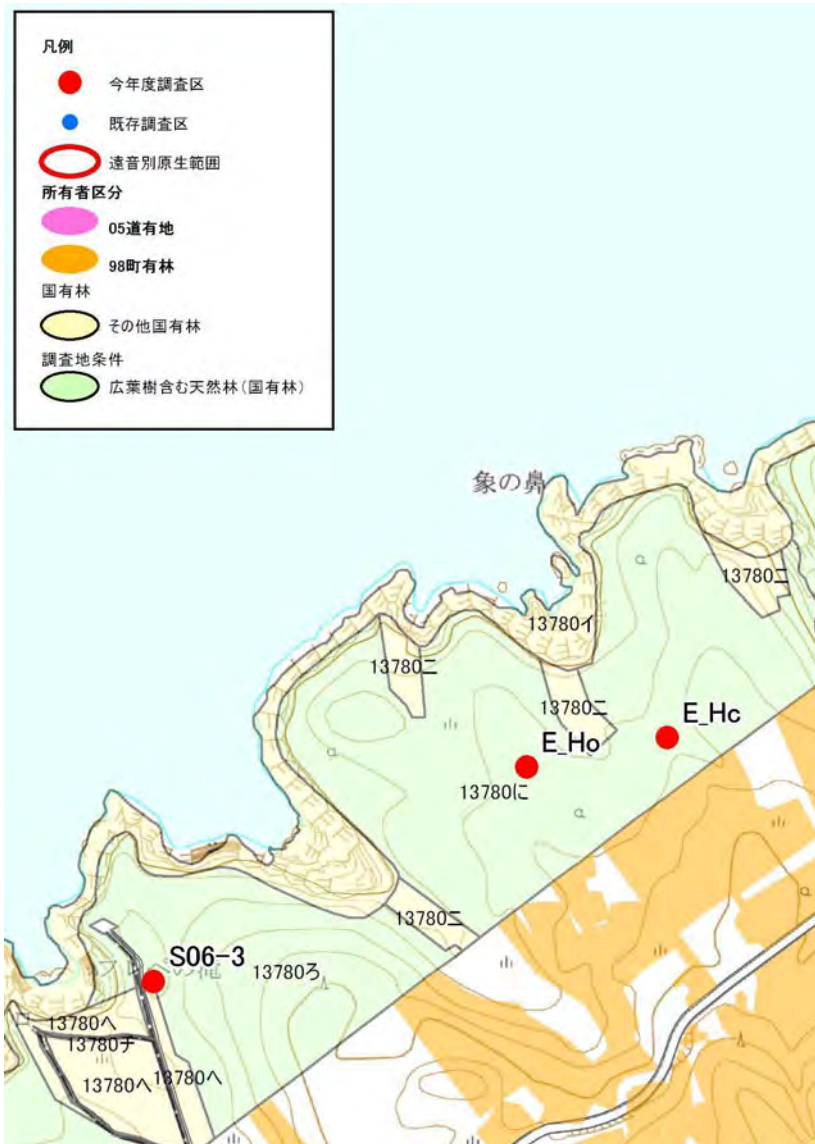 凡例
今年度調査区
既存調査区
遠音別原生範囲
所有者区分
05道有地
98町有林
国有林
その他国有林
調査地条件
広葉樹含む天然林(国有林)
象の鼻
13780ニ
13780イ
13780ニ
13780ニ
E_Hc
E_Ho
13780に
13780ニ
S06-3
13780ろ
13780へ
13780チ
13780へ
13780へ